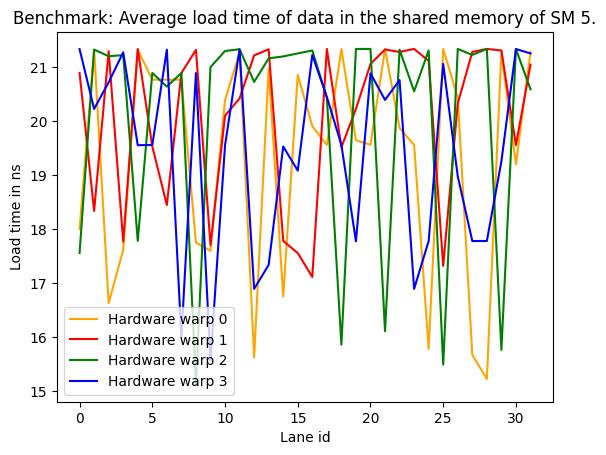 Benchmark: Average load time of data in the shared memory of SM 5.
Load time in ns
21
20
19
18
17
16
15
Hardware warp 0
Hardware warp 1
Hardware warp 2
Hardware warp 3
0 5 10 15 20 25 30
Lane id